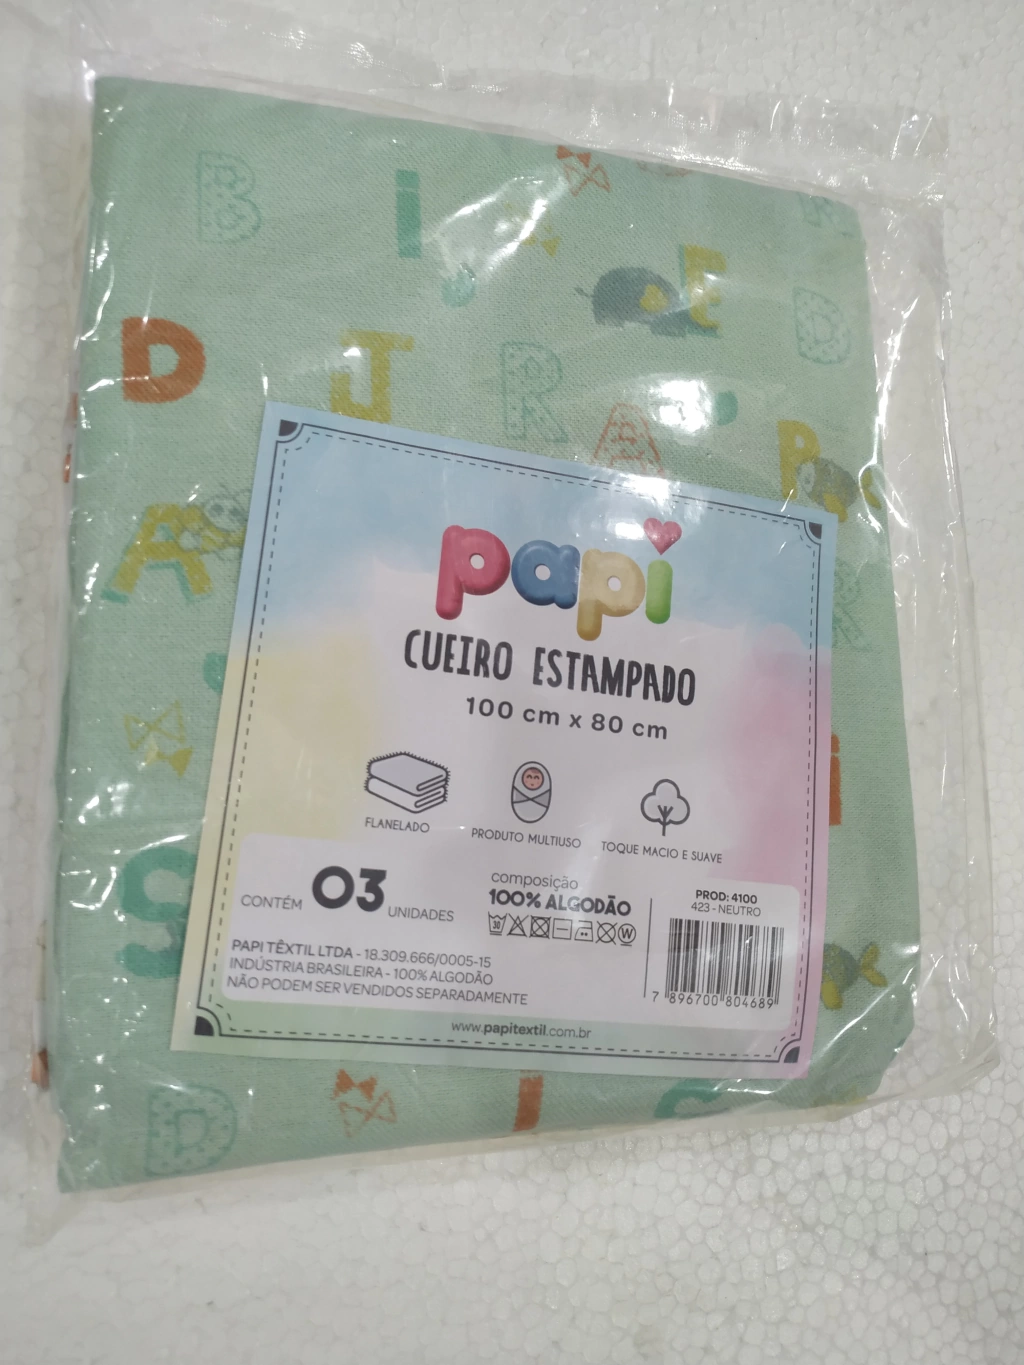 B i
E
D J R A D
P
A
R
papi
CUEIRO ESTAMPADO
100 cm x 80 cm
FLANELADO
PRODUTO MULTIUSO
TOQUE MACIO E SUAVE
i
S
CONTÉM 03 UNIDADES
composição
100% ALGODÃO
30
W
PAPI TÊXTIL LTDA - 18.309.666/0005-15
INDÚSTRIA BRASILEIRA - 100% ALGODÃO
NÃO PODEM SER VENDIDOS SEPARADAMENTE
PROD: 4100
423 - NEUTRO
7 896700 804689
www.papitextil.com.br
D